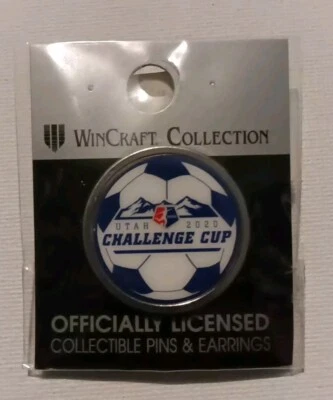 WINCRAFT COLLECTION
UTAH 2020
CHALLENGE CUP
OFFICIALLY LICENSED
COLLECTIBLE PINS & EARRINGS